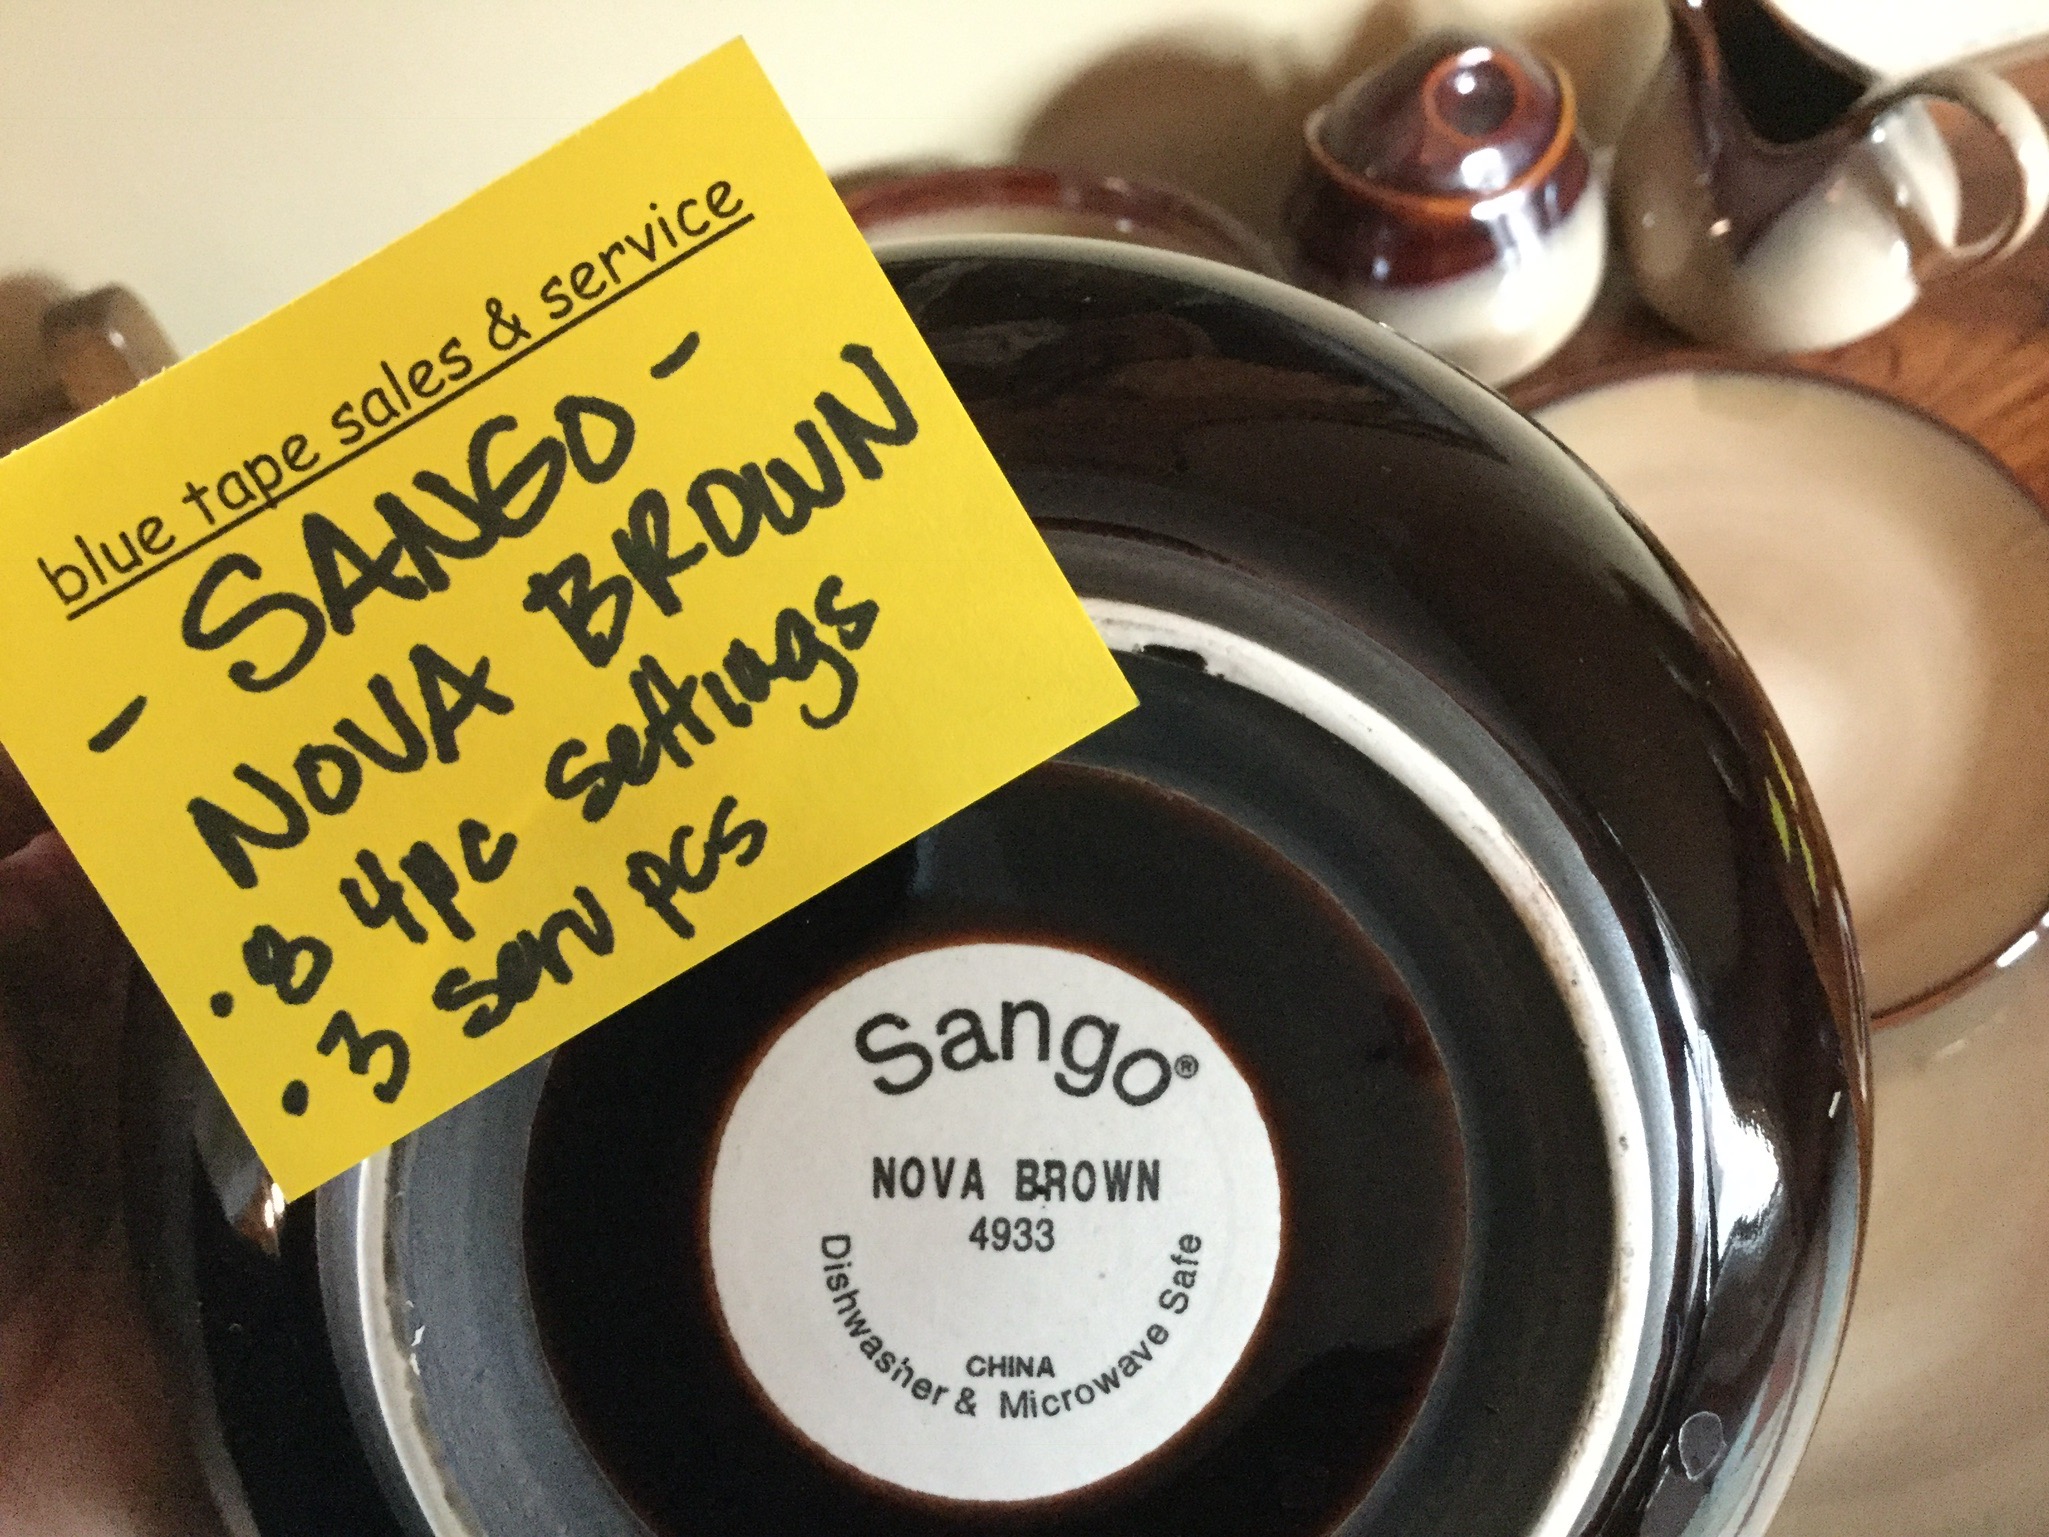 blue tape sales & service
- SANGO -
NOVA BROWN
• 8 4pc settings
• 3 serv pcs
Sango®
NOVA BROWN
4933
CHINA
Dishwasher & Microwave Safe